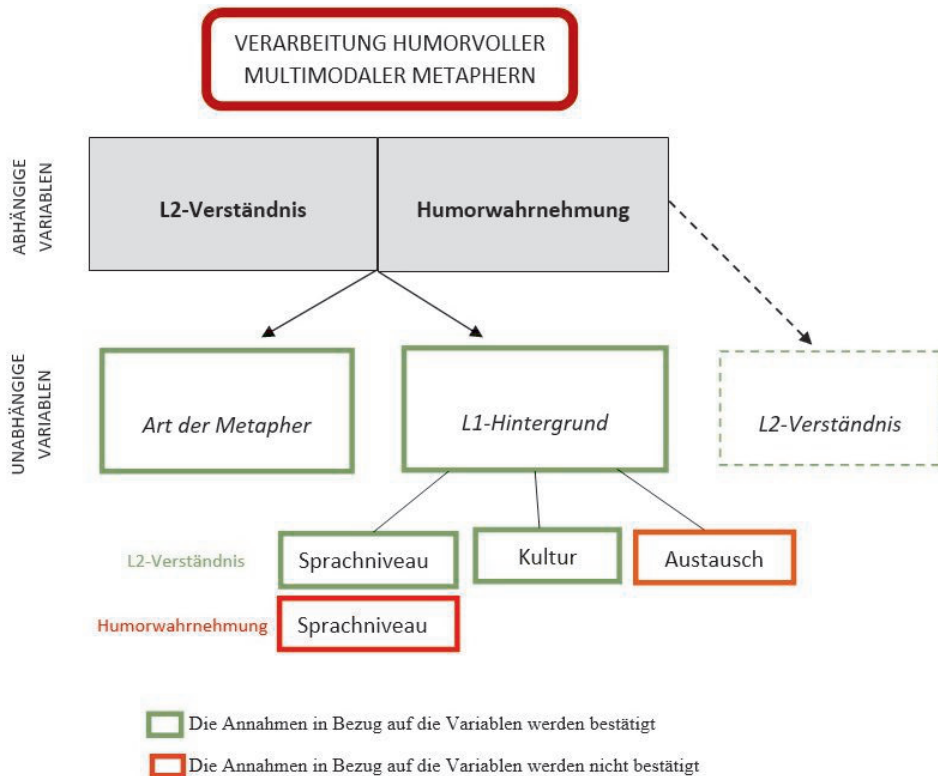 VERARBEITUNG HUMORVOLLER
MULTIMODALER METAPHERN
ABHÄNGIGE
VARIABLEN
L2-Verständnis
Humorwahrnehmung
UNABHÄNGIGE
VARIABLEN
Art der Metapher
L1-Hintergrund
L2-Verständnis
L2-Verständnis
Sprachniveau
Kultur
Austausch
Humorwahrnehmung
Sprachniveau
Die Annahmen in Bezug auf die Variablen werden bestätigt
Die Annahmen in Bezug auf die Variablen werden nicht bestätigt